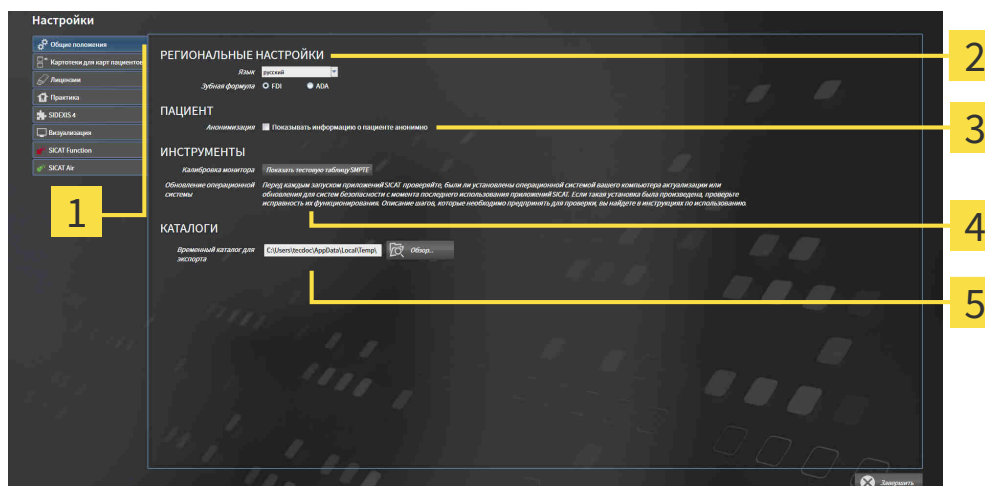 Настройки
Общие положения
Картотеки для карт пациентов
Лицензии
Практика
SIDEXIS 4
Визуализация
SICAT Function
SICAT Air
1
РЕГИОНАЛЬНЫЕ НАСТРОЙКИ
2
Язык русский
Зубная формула FDI ADA
ПАЦИЕНТ
Анонимизация Показывать информацию о пациенте анонимно
3
ИНСТРУМЕНТЫ
Калибровка монитора Показать тестовую таблицу SMPTE
Обновление операционной Перед каждым запуском приложений SICAT проверяйте, были ли установлены операционной системой вашего компьютера актуализации или
системы обновления для систем безопасности с момента последнего использования приложений SICAT. Если такая установка была произведена, проверьте
исправность их функционирования. Описание шагов, которые необходимо предпринять для проверки, вы найдете в инструкциях по использованию.
4
КАТАЛОГИ
Временный каталог для C:\Users\tecdoc\AppData\Local\Temp\ Обзор...
экспорта
5
Завершить